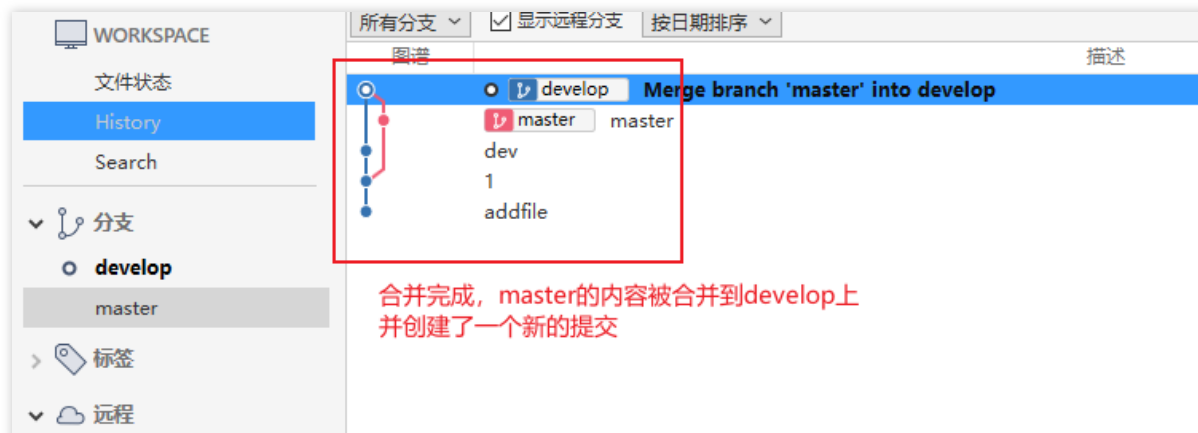 WORKSPACE
文件状态
History
Search
分支
develop
master
标签
远程
所有分支 显示远程分支 按日期排序
图谱 描述
develop Merge branch 'master' into develop
master master
dev
1
addfile
合并完成，master的内容被合并到develop上
并创建了一个新的提交